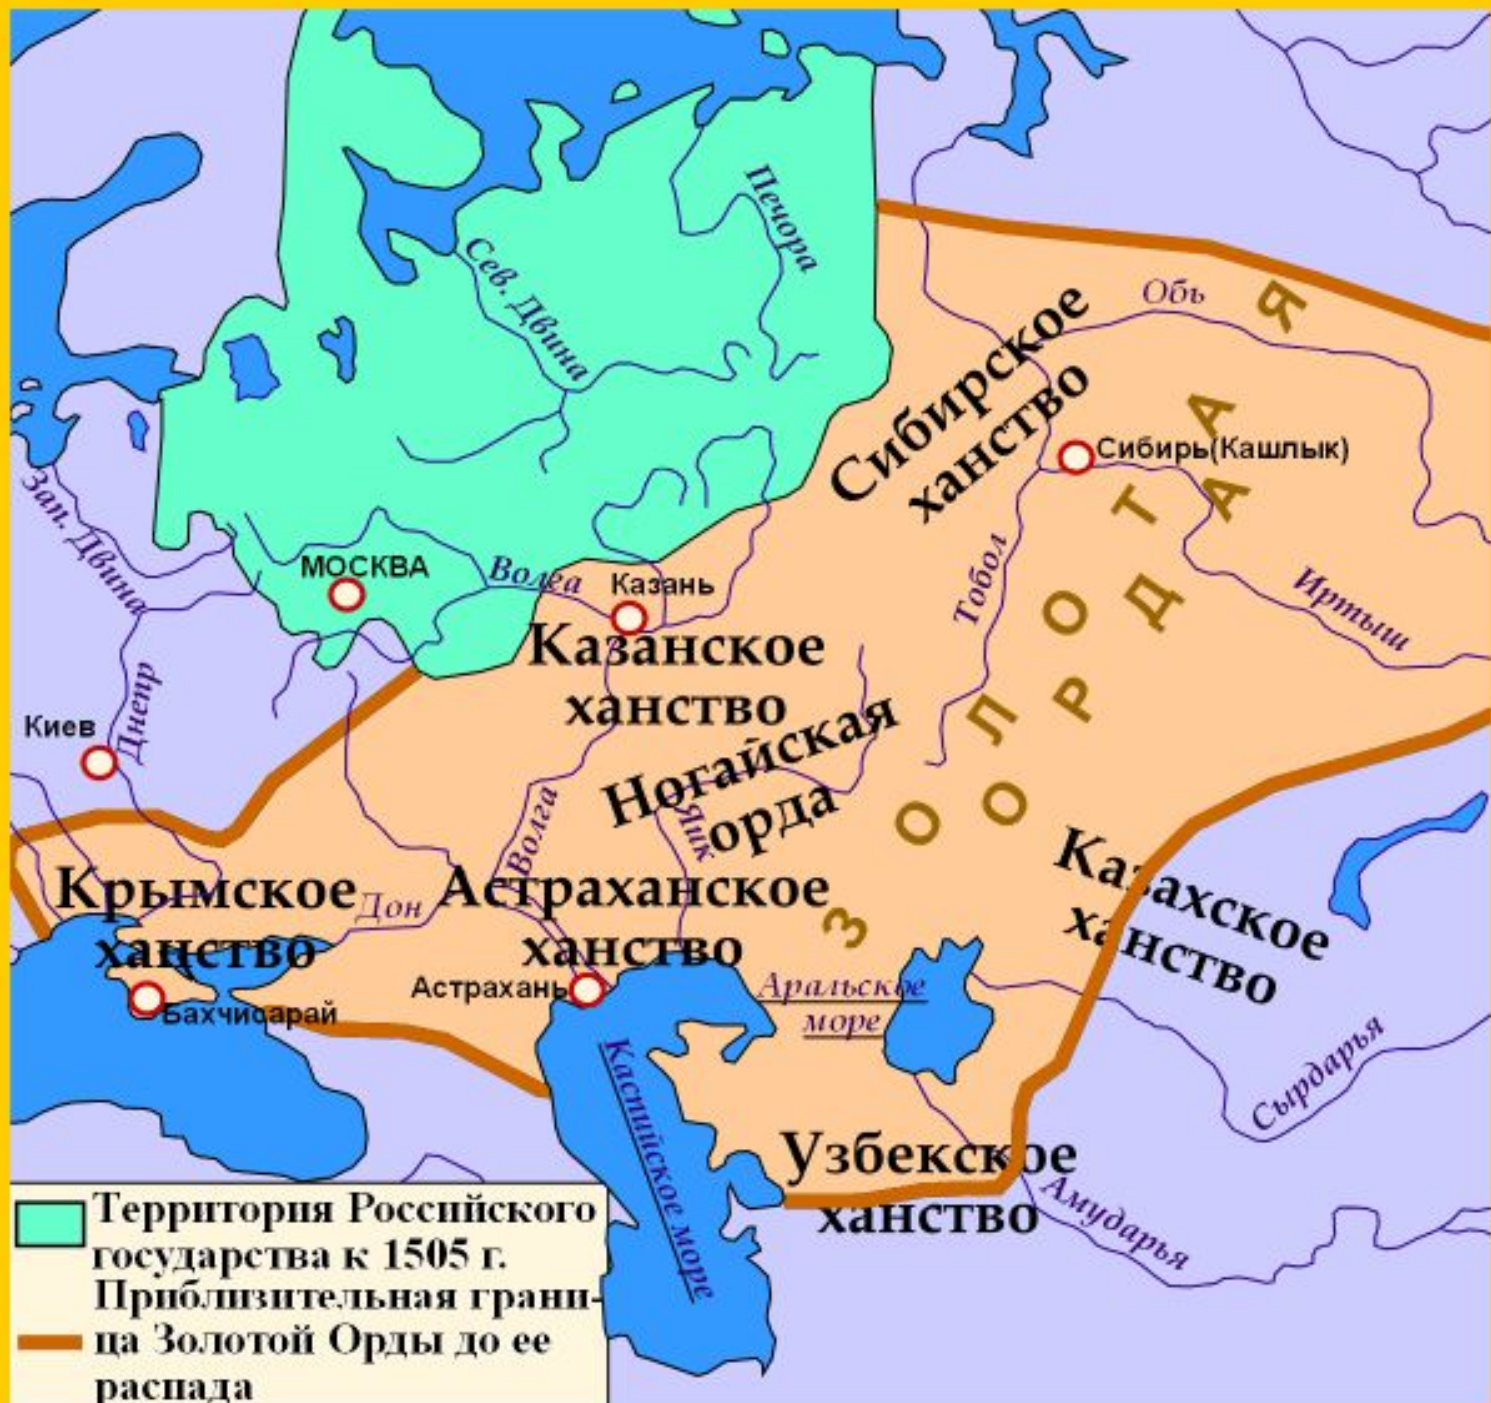 Печора
Сев. Двина
Обь
Я
Сибирское
ханство
Сибирь(Кашлык)
З О Л О Т А
О Р Д А
Зап. Двина
МОСКВА
Волга
Казань
Казанское
ханство
Тобол
Иртыш
Киев
Днепр
Ногайская
орда
Яик
Волга
Крымское
ханство
Дон
Астраханское
ханство
Казахское
ханство
Астрахань
Бахчисарай
Аральское
море
Каспийское море
Сырдарья
Узбекское
ханство
Амударья
Территория Российского
государства к 1505 г.
Приблизительная грани-
ца Золотой Орды до ее
распада